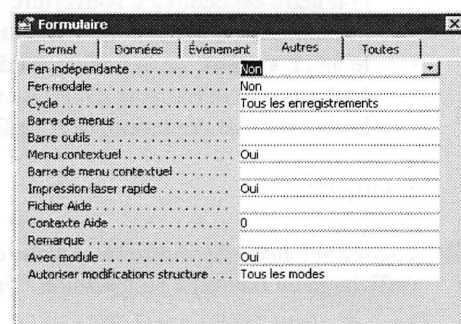 Formulaire
Format Données Événement Autres Toutes
Fen indépendante . . . . . . . . . . . . . Non
Fen modale . . . . . . . . . . . . . . . . . . Non
Cycle . . . . . . . . . . . . . . . . . . . . . . . Tous les enregistrements
Barre de menus . . . . . . . . . . . . . . .
Barre outils . . . . . . . . . . . . . . . . . . .
Menu contextuel . . . . . . . . . . . . . . Oui
Barre de menu contextuel . . . . . . .
Impression laser rapide . . . . . . . . . Oui
Fichier Aide . . . . . . . . . . . . . . . . . .
Contexte Aide . . . . . . . . . . . . . . . . 0
Remarque . . . . . . . . . . . . . . . . . . .
Avec module . . . . . . . . . . . . . . . . . Oui
Autoriser modifications structure . . . Tous les modes